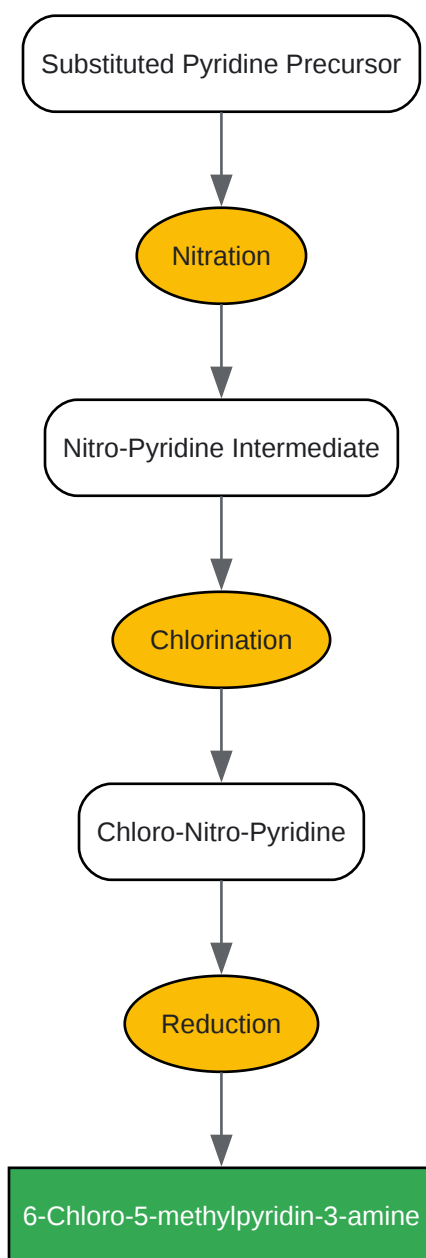 Substituted Pyridine Precursor
Nitration
Nitro-Pyridine Intermediate
Chlorination
Chloro-Nitro-Pyridine
Reduction
6-Chloro-5-methylpyridin-3-amine